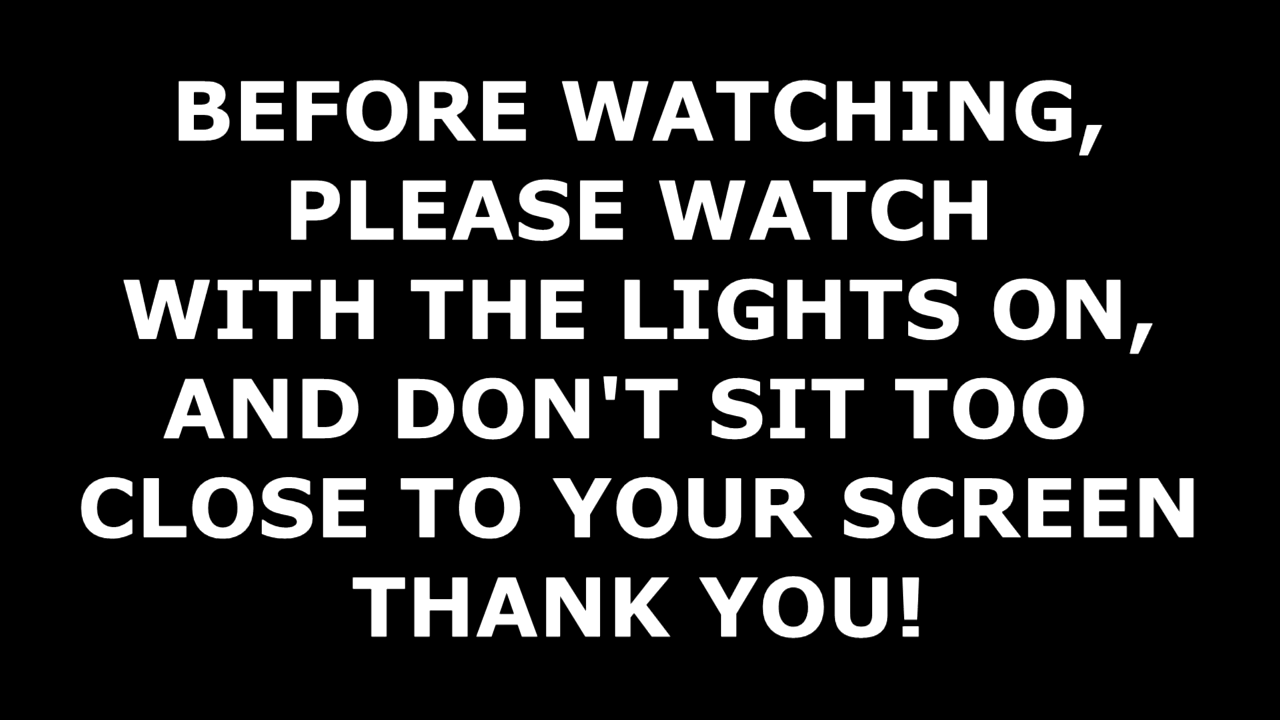 BEFORE WATCHING,
PLEASE WATCH
WITH THE LIGHTS ON,
AND DON'T SIT TOO
CLOSE TO YOUR SCREEN
THANK YOU!